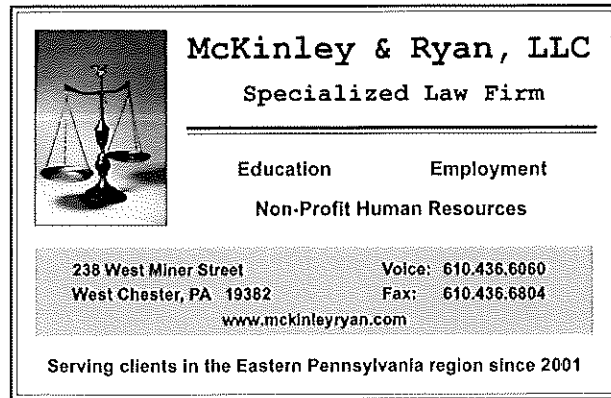 McKinley & Ryan, LLC
Specialized Law Firm
Education Employment
Non-Profit Human Resources
238 West Miner Street Voice: 610.436.6060
West Chester, PA 19382 Fax: 610.436.6804
www.mckinleyryan.com
Serving clients in the Eastern Pennsylvania region since 2001